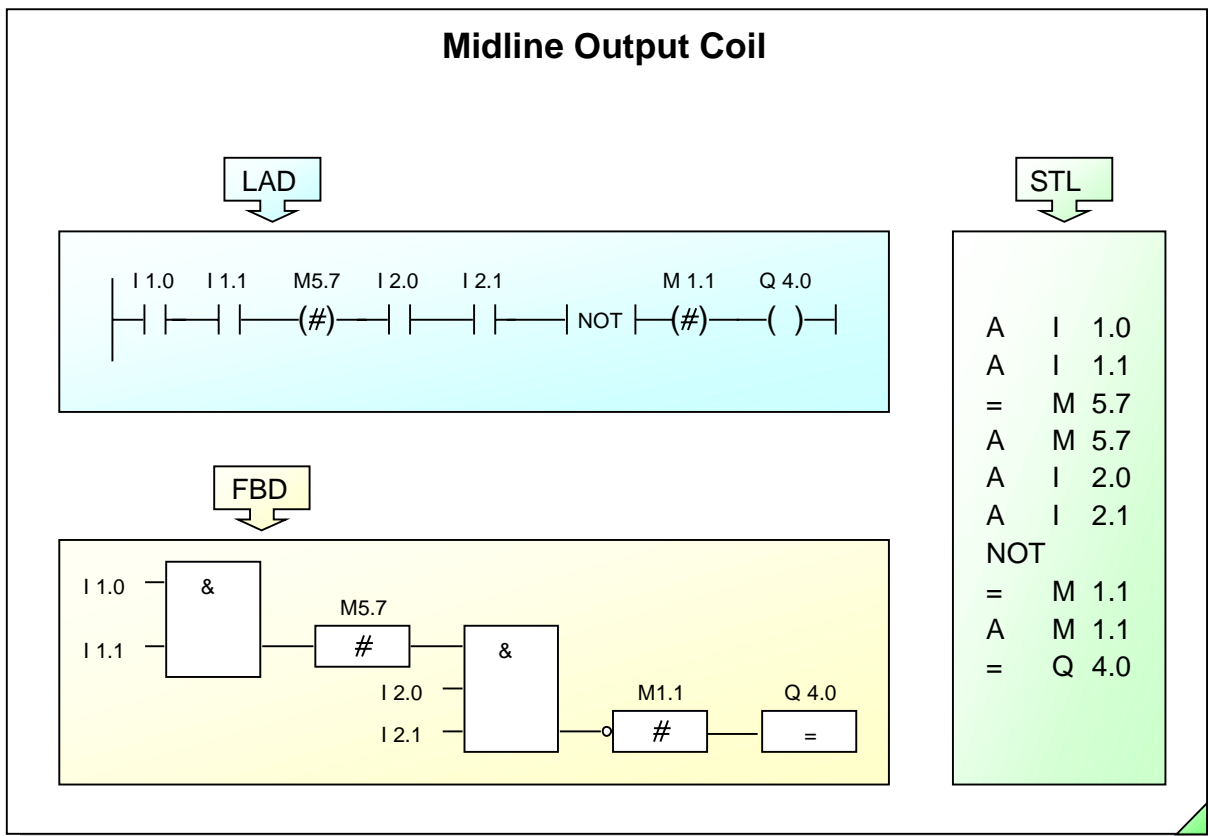 Midline Output Coil
LAD
I 1.0 I 1.1 M5.7 I 2.0 I 2.1 M 1.1 Q 4.0
(#) NOT (#) ( )
FBD
I 1.0 &
M5.7
I 1.1 # &
I 2.0 M1.1 Q 4.0
I 2.1 # =
STL
A I 1.0
A I 1.1
= M 5.7
A M 5.7
A I 2.0
A I 2.1
NOT
= M 1.1
A M 1.1
= Q 4.0